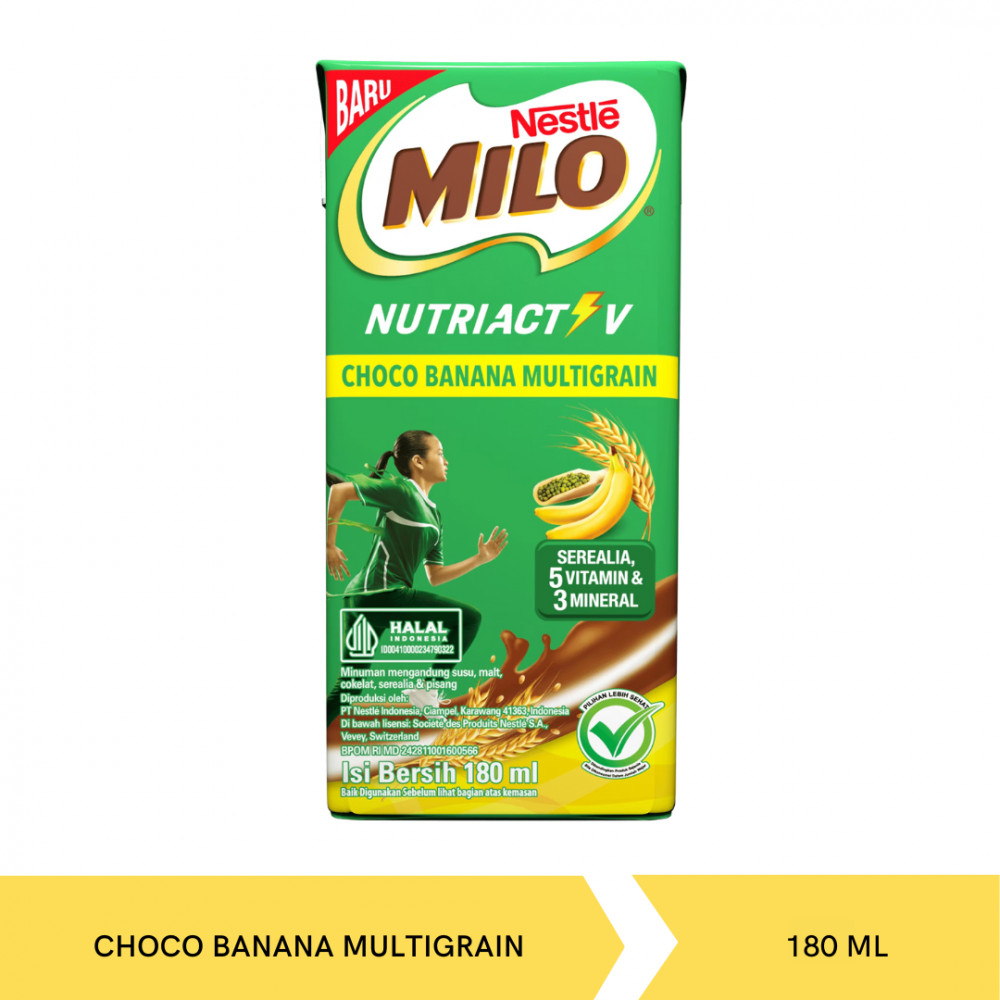 BARU
Nestlé
MILO
®
NUTRIACTV
CHOCO BANANA MULTIGRAIN
SEREALIA,
5 VITAMIN &
3 MINERAL
HALAL
INDONESIA
ID00410000234790322
Minuman mengandung susu, malt,
cokelat, serealia & pisang
Diproduksi oleh:
PT Nestlé Indonesia, Ciampel, Karawang 41363, Indonesia
Di bawah lisensi: Société des Produits Nestlé S.A.,
Vevey, Switzerland
BPOM RI MD 242811001600566
Isi Bersih 180 ml
Baik Digunakan Sebelum lihat bagian atas kemasan
PILIHAN LEBIH SEHAT
CHOCO BANANA MULTIGRAIN
180 ML